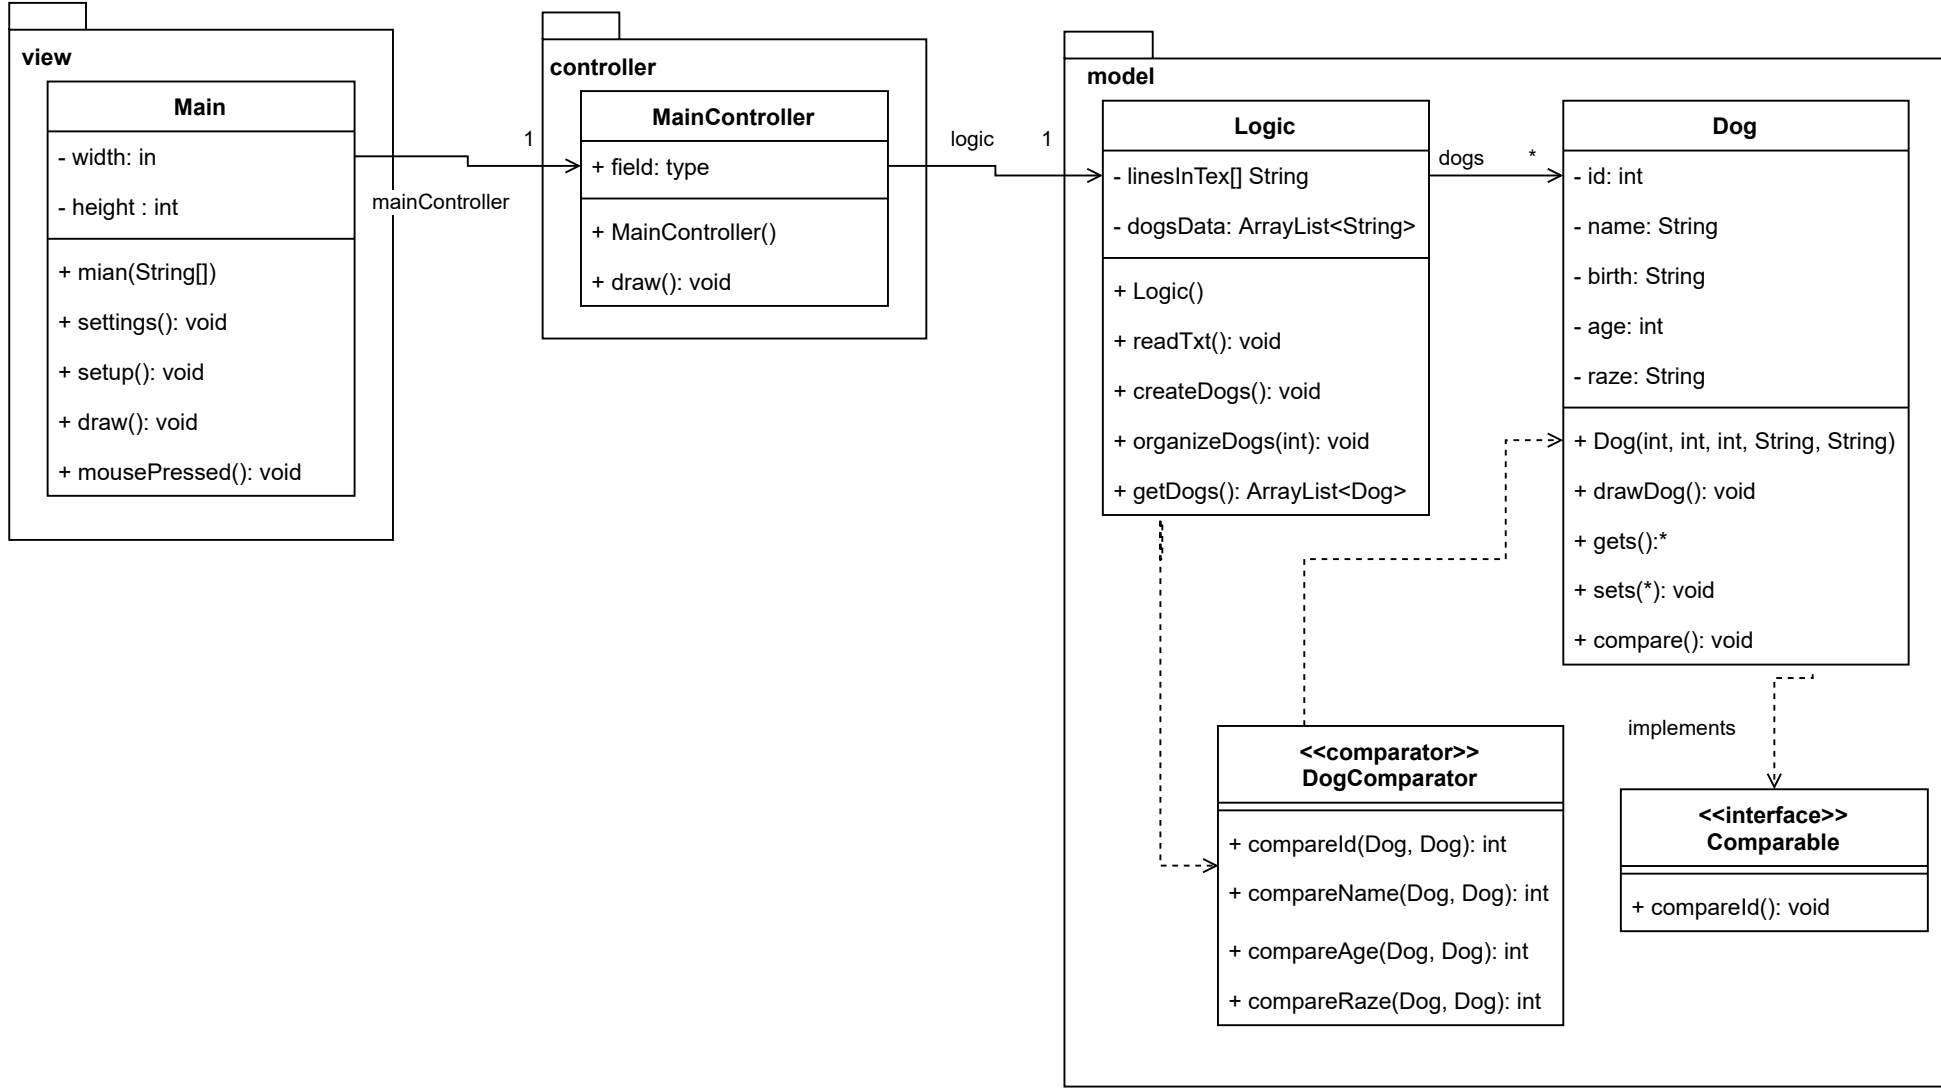 view
Main
- width: in
- height : int
+ mian(String[])
+ settings(): void
+ setup(): void
+ draw(): void
+ mousePressed(): void
1
mainController
controller
MainController
+ field: type
+ MainController()
+ draw(): void
logic
1
model
Logic
- linesInTex[] String
- dogsData: ArrayList<String>
+ Logic()
+ readTxt(): void
+ createDogs(): void
+ organizeDogs(int): void
+ getDogs(): ArrayList<Dog>
dogs
*
Dog
- id: int
- name: String
- birth: String
- age: int
- raze: String
+ Dog(int, int, int, String, String)
+ drawDog(): void
+ gets():*
+ sets(*): void
+ compare(): void
<<comparator>>
DogComparator
+ compareId(Dog, Dog): int
+ compareName(Dog, Dog): int
+ compareAge(Dog, Dog): int
+ compareRaze(Dog, Dog): int
implements
<<interface>>
Comparable
+ compareId(): void